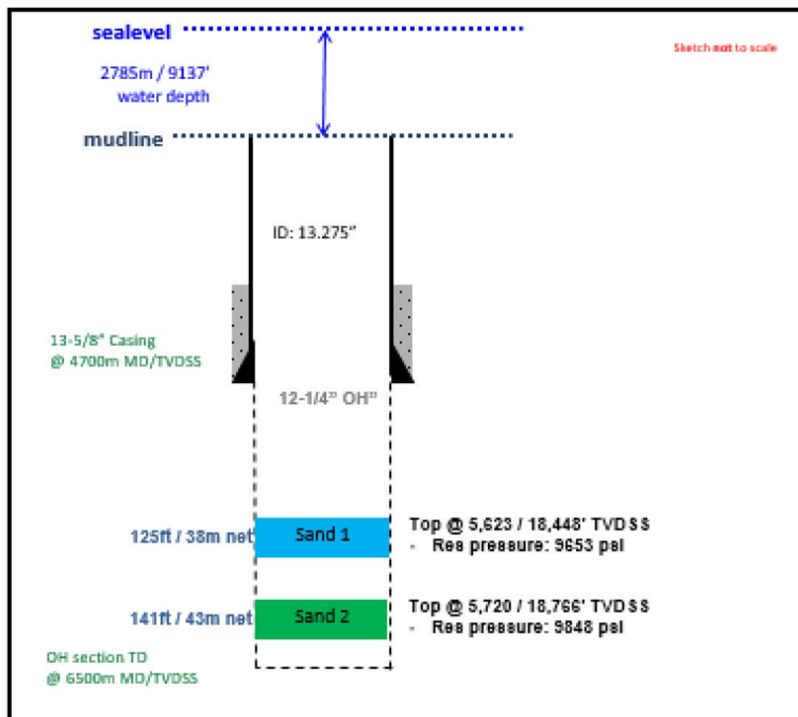 sealevel
Sketch not to scale
2785m / 9137'
water depth
mudline
ID: 13.275"
13-5/8" Casing
@ 4700m MD/TVDSS
12-1/4" OH"
125ft / 38m net
Sand 1
Top @ 5,623 / 18,448' TVDSS
- Res pressure: 9653 psi
141ft / 43m net
Sand 2
Top @ 5,720 / 18,766' TVDSS
- Res pressure: 9848 psi
OH section TD
@ 6500m MD/TVDSS